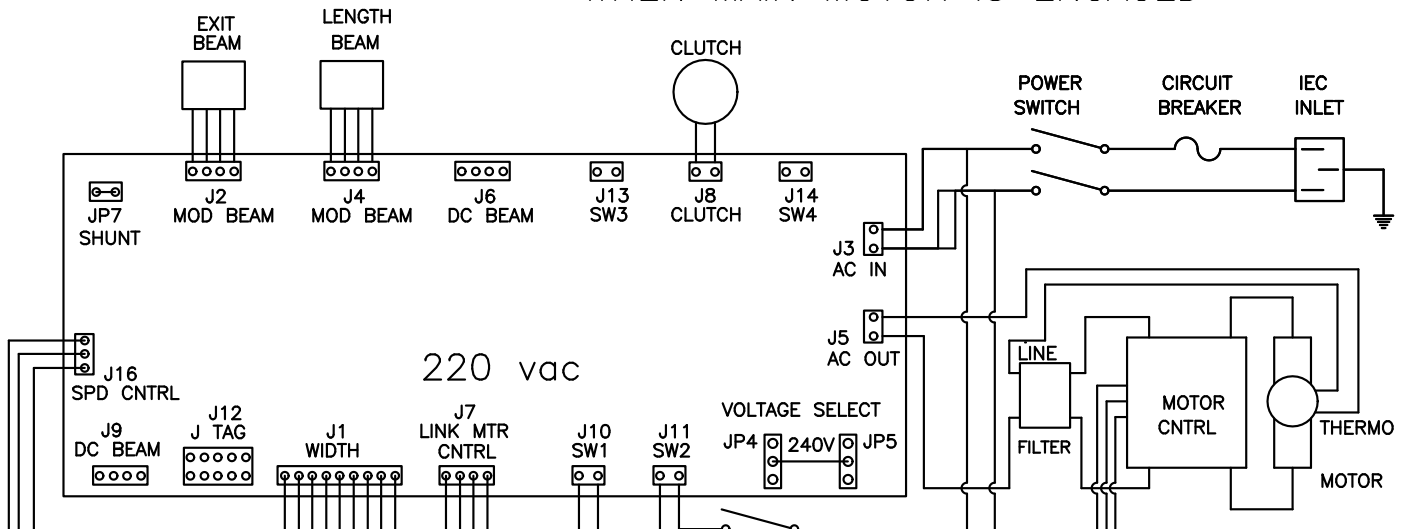 EXIT
BEAM
LENGTH
BEAM
CLUTCH
POWER
SWITCH
CIRCUIT
BREAKER
IEC
INLET
JP7
SHUNT
J2
MOD BEAM
J4
MOD BEAM
J6
DC BEAM
J13
SW3
J8
CLUTCH
J14
SW4
J3
AC IN
J5
AC OUT
J16
SPD CNTRL
220 vac
LINE
FILTER
MOTOR
CNTRL
THERMO
MOTOR
J9
DC BEAM
J12
J TAG
J1
WIDTH
J7
LINK MTR
CNTRL
J10
SW1
J11
SW2
VOLTAGE SELECT
JP4 240V JP5